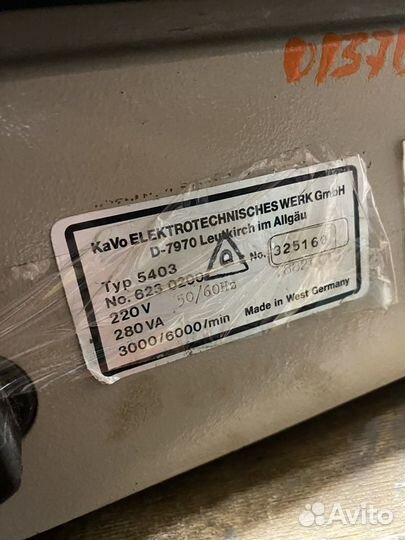 KaVo ELEKTROTECHNISCHES WERK GmbH
D-7970 Leutkirch im Allgäu
Typ 5403
No. 325160
No. 623
220V 50/60Hz
280 VA
3000/6000/min
Made in West Germany
Avito